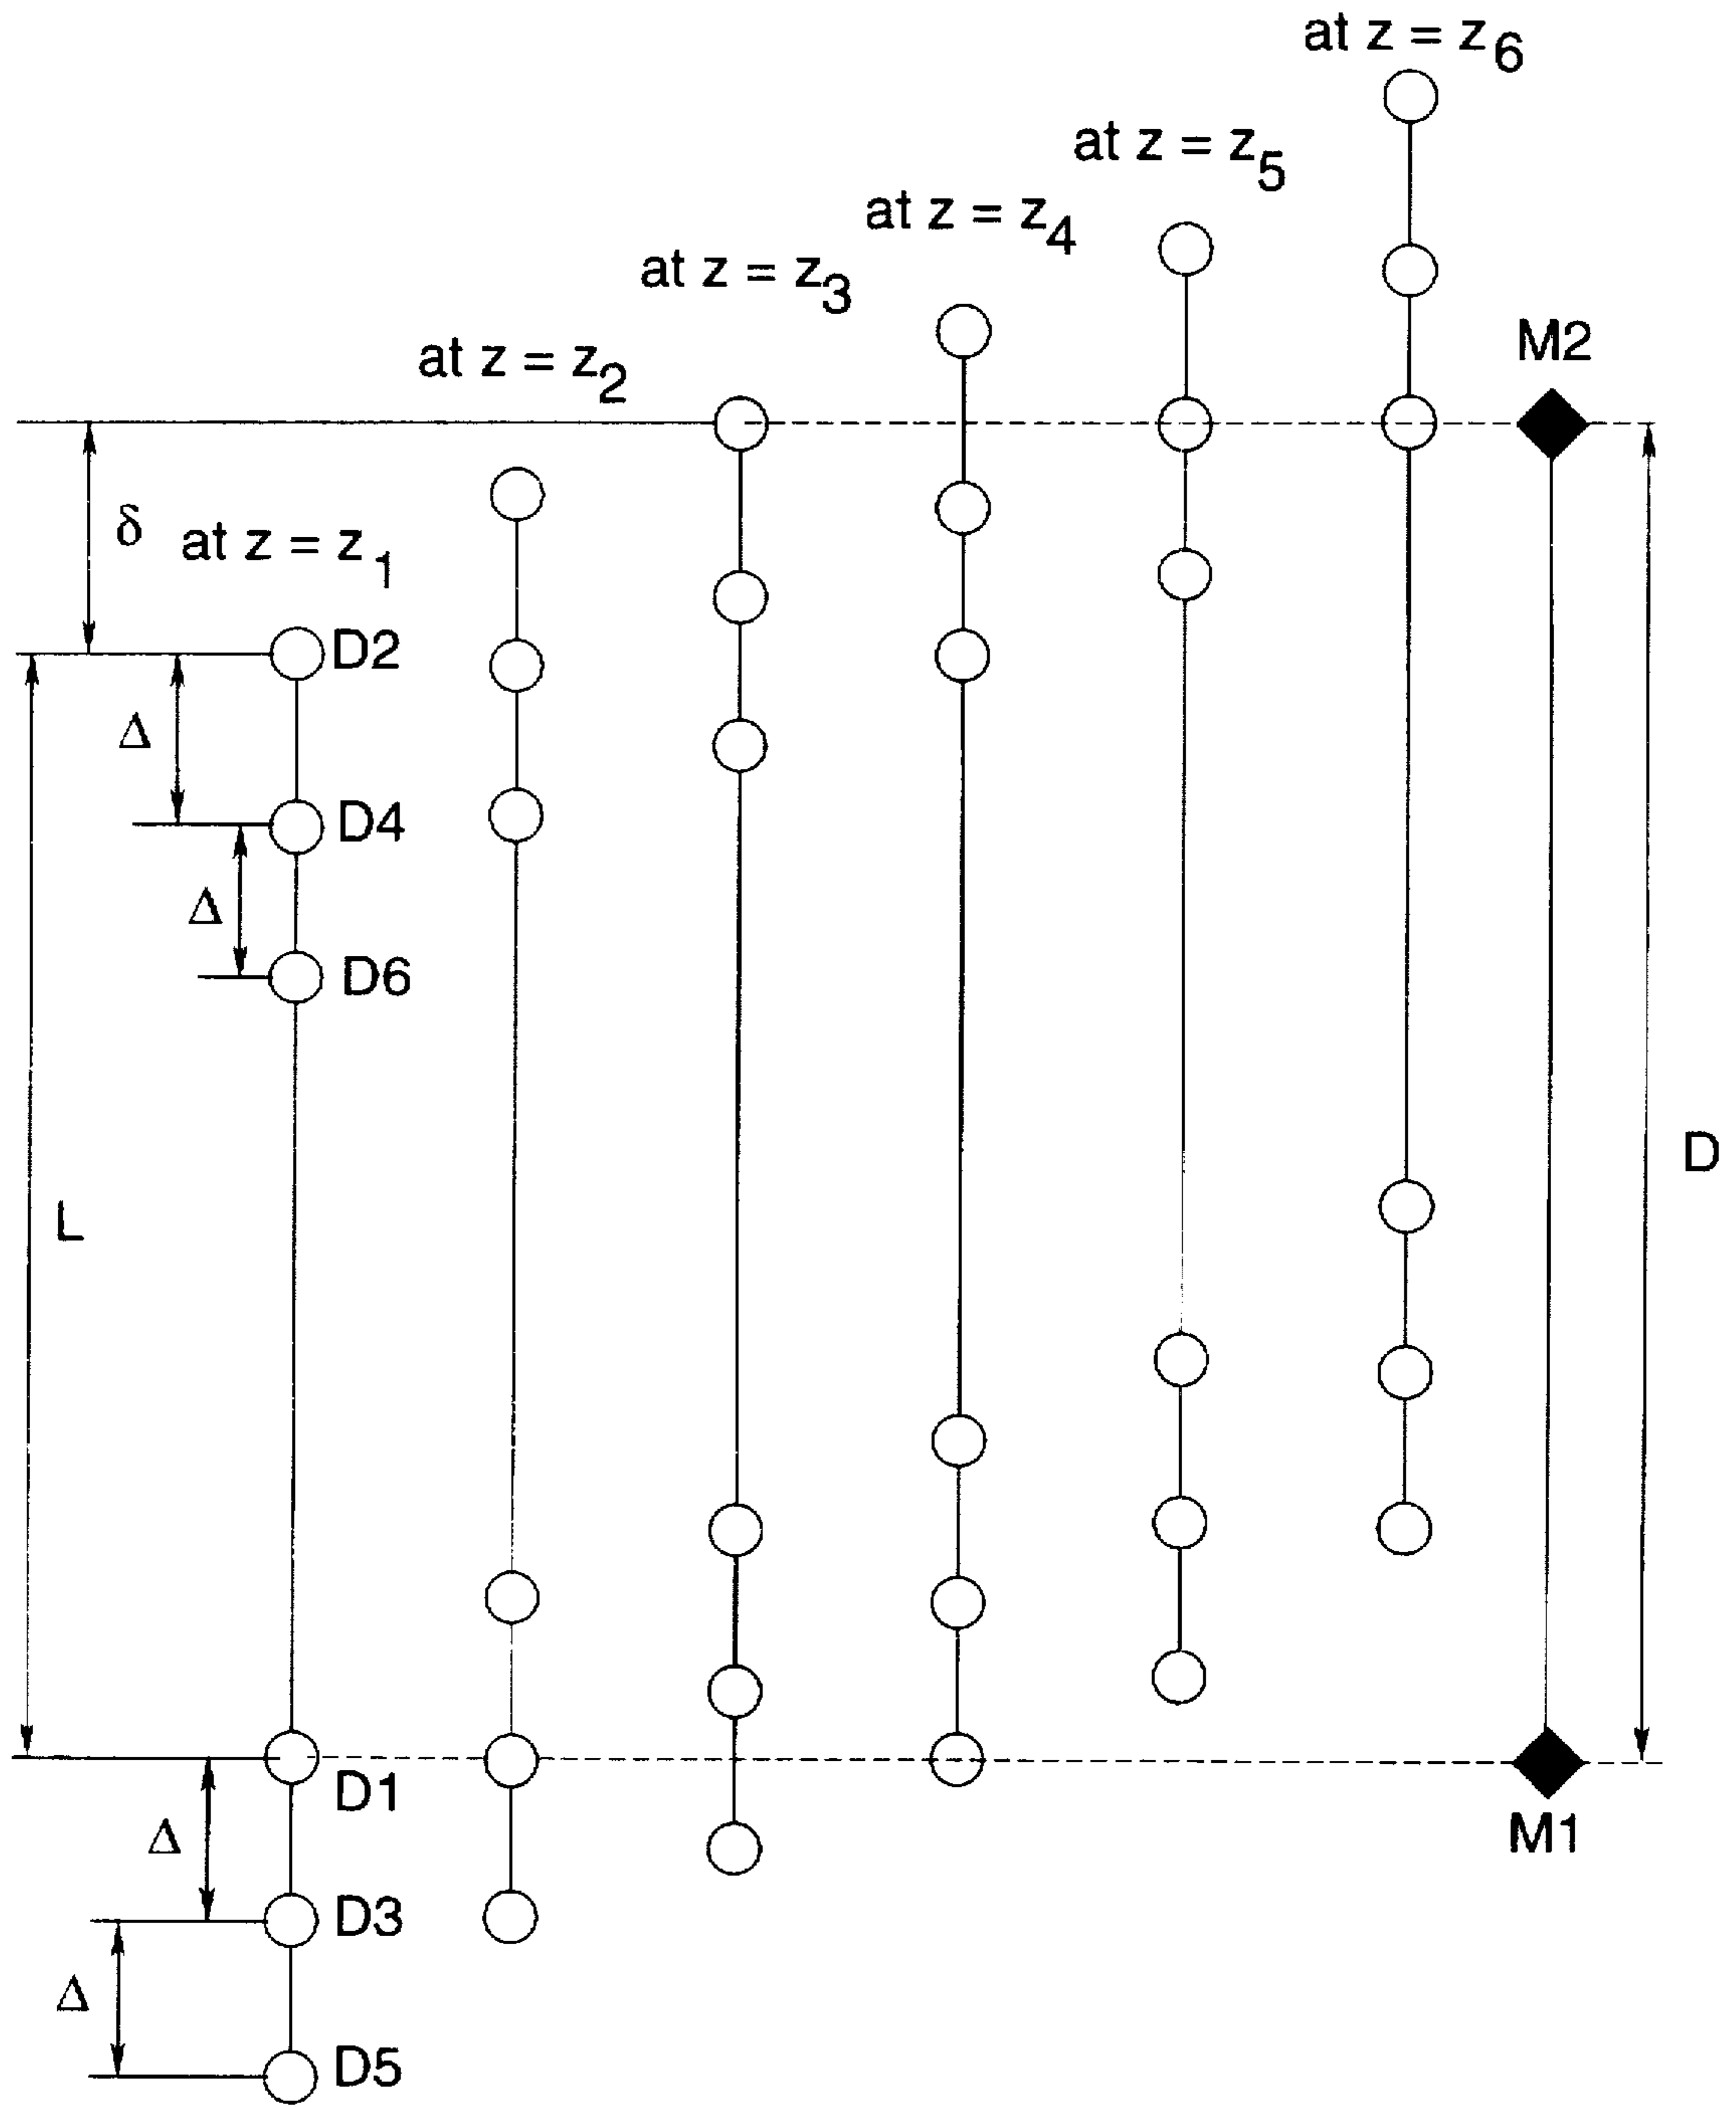 at z = z6
at z = z5
at z = z4
at z = z3
M2
at z = z2
δ
at z = z1
D2
Δ
D4
Δ
D6
D
L
D1
M1
Δ
D3
Δ
D5